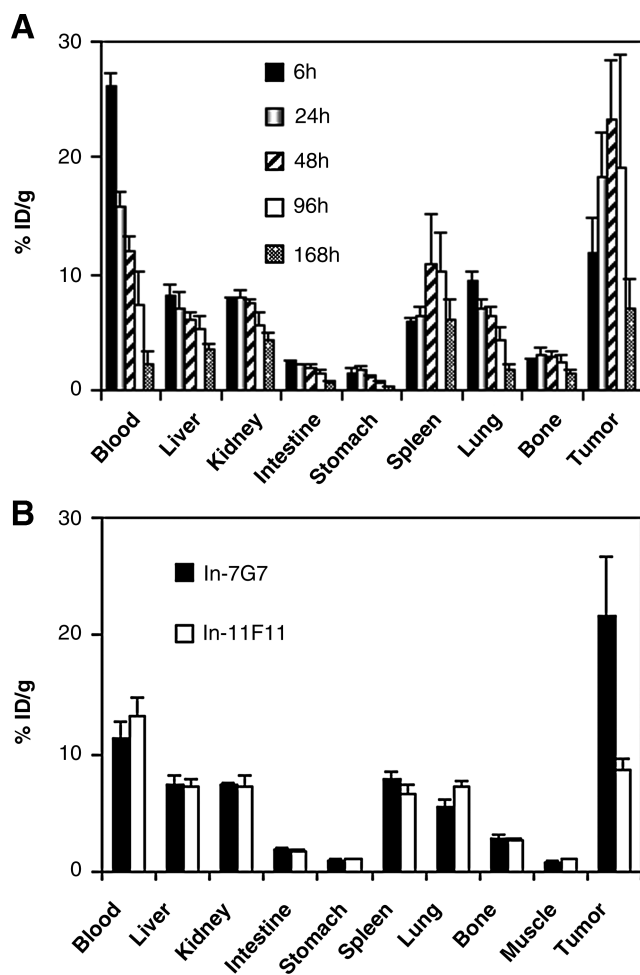 A
30
20
10
0
% ID/g
6h
24h
48h
96h
168h
Blood
Liver
Kidney
Intestine
Stomach
Spleen
Lung
Bone
Tumor
B
30
20
10
0
% ID/g
In-7G7
In-11F11
Blood
Liver
Kidney
Intestine
Stomach
Spleen
Lung
Bone
Muscle
Tumor